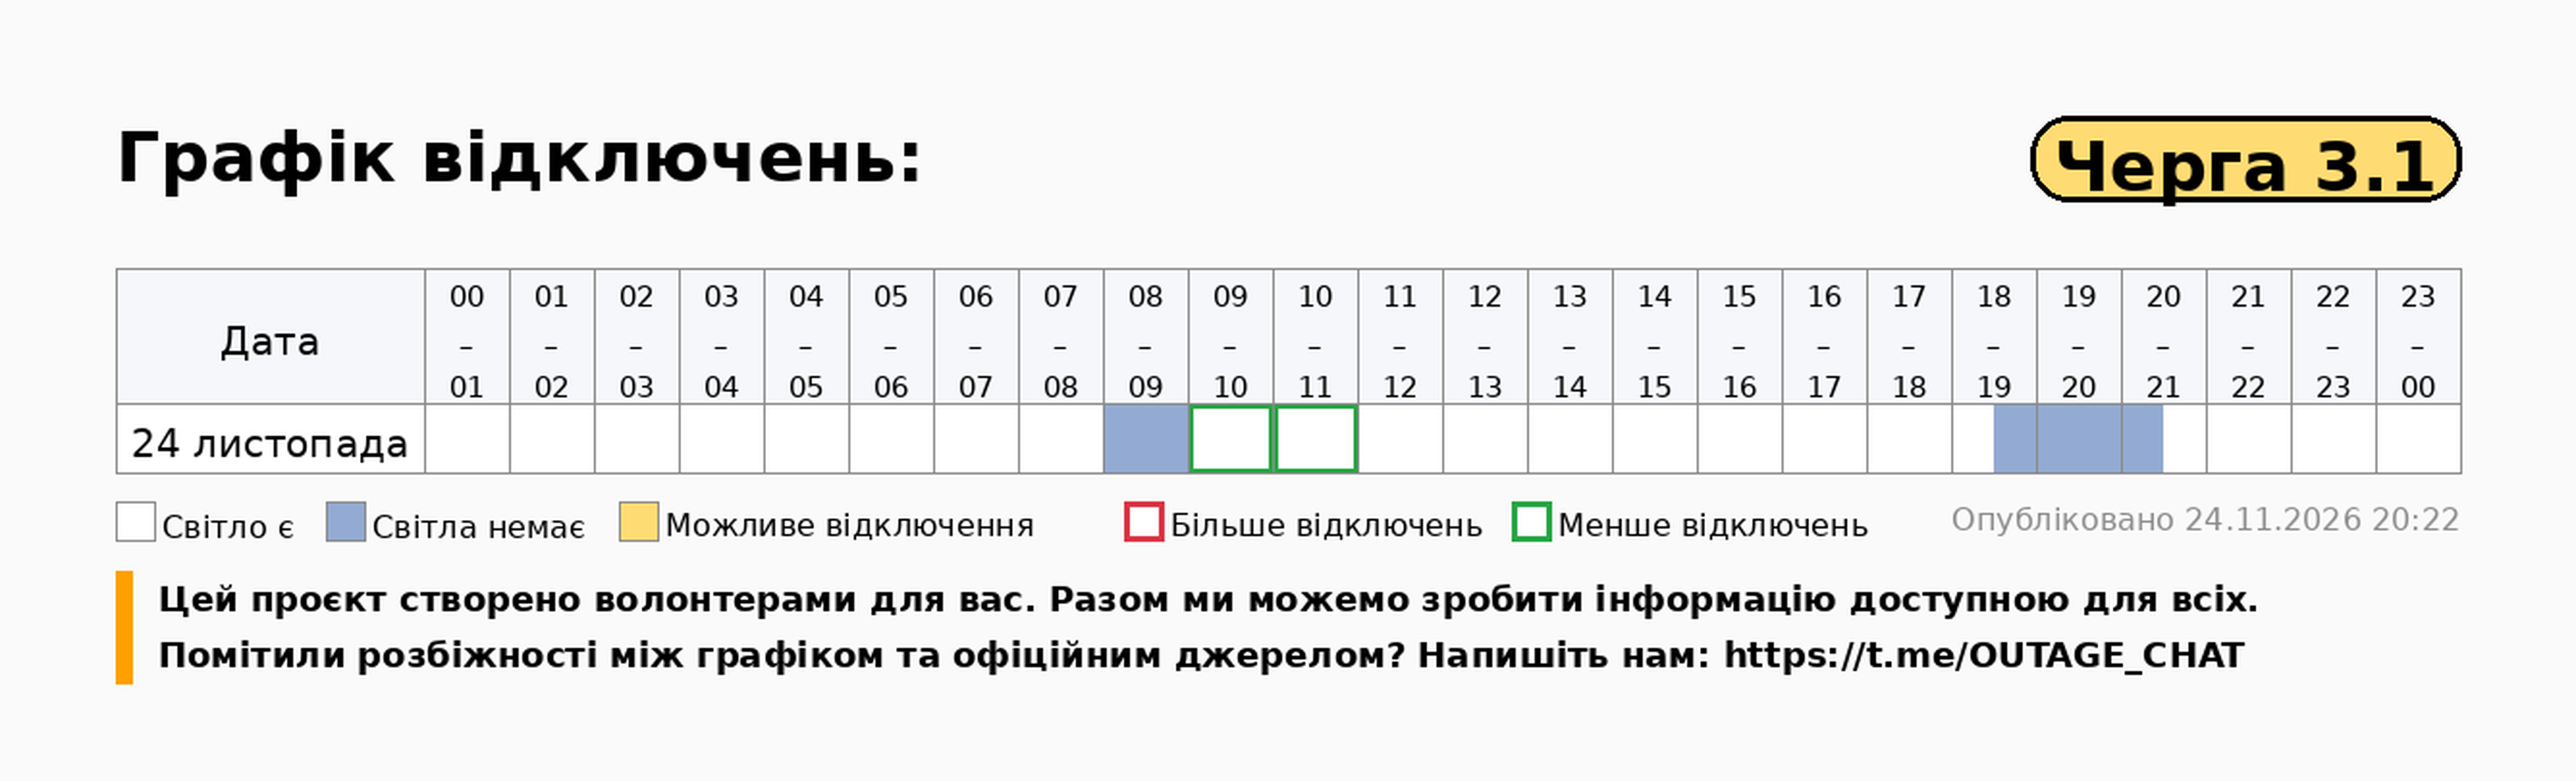 Графік відключень:
Черга 3.1
Дата
00 – 01
01 – 02
02 – 03
03 – 04
04 – 05
05 – 06
06 – 07
07 – 08
08 – 09
09 – 10
10 – 11
11 – 12
12 – 13
13 – 14
14 – 15
15 – 16
16 – 17
17 – 18
18 – 19
19 – 20
20 – 21
21 – 22
22 – 23
23 – 00
24 листопада
Світло є
Світла немає
Можливе відключення
Більше відключень
Менше відключень
Опубліковано 24.11.2026 20:22
Цей проєкт створено волонтерами для вас. Разом ми можемо зробити інформацію доступною для всіх.
Помітили розбіжності між графіком та офіційним джерелом? Напишіть нам: https://t.me/OUTAGE_CHAT